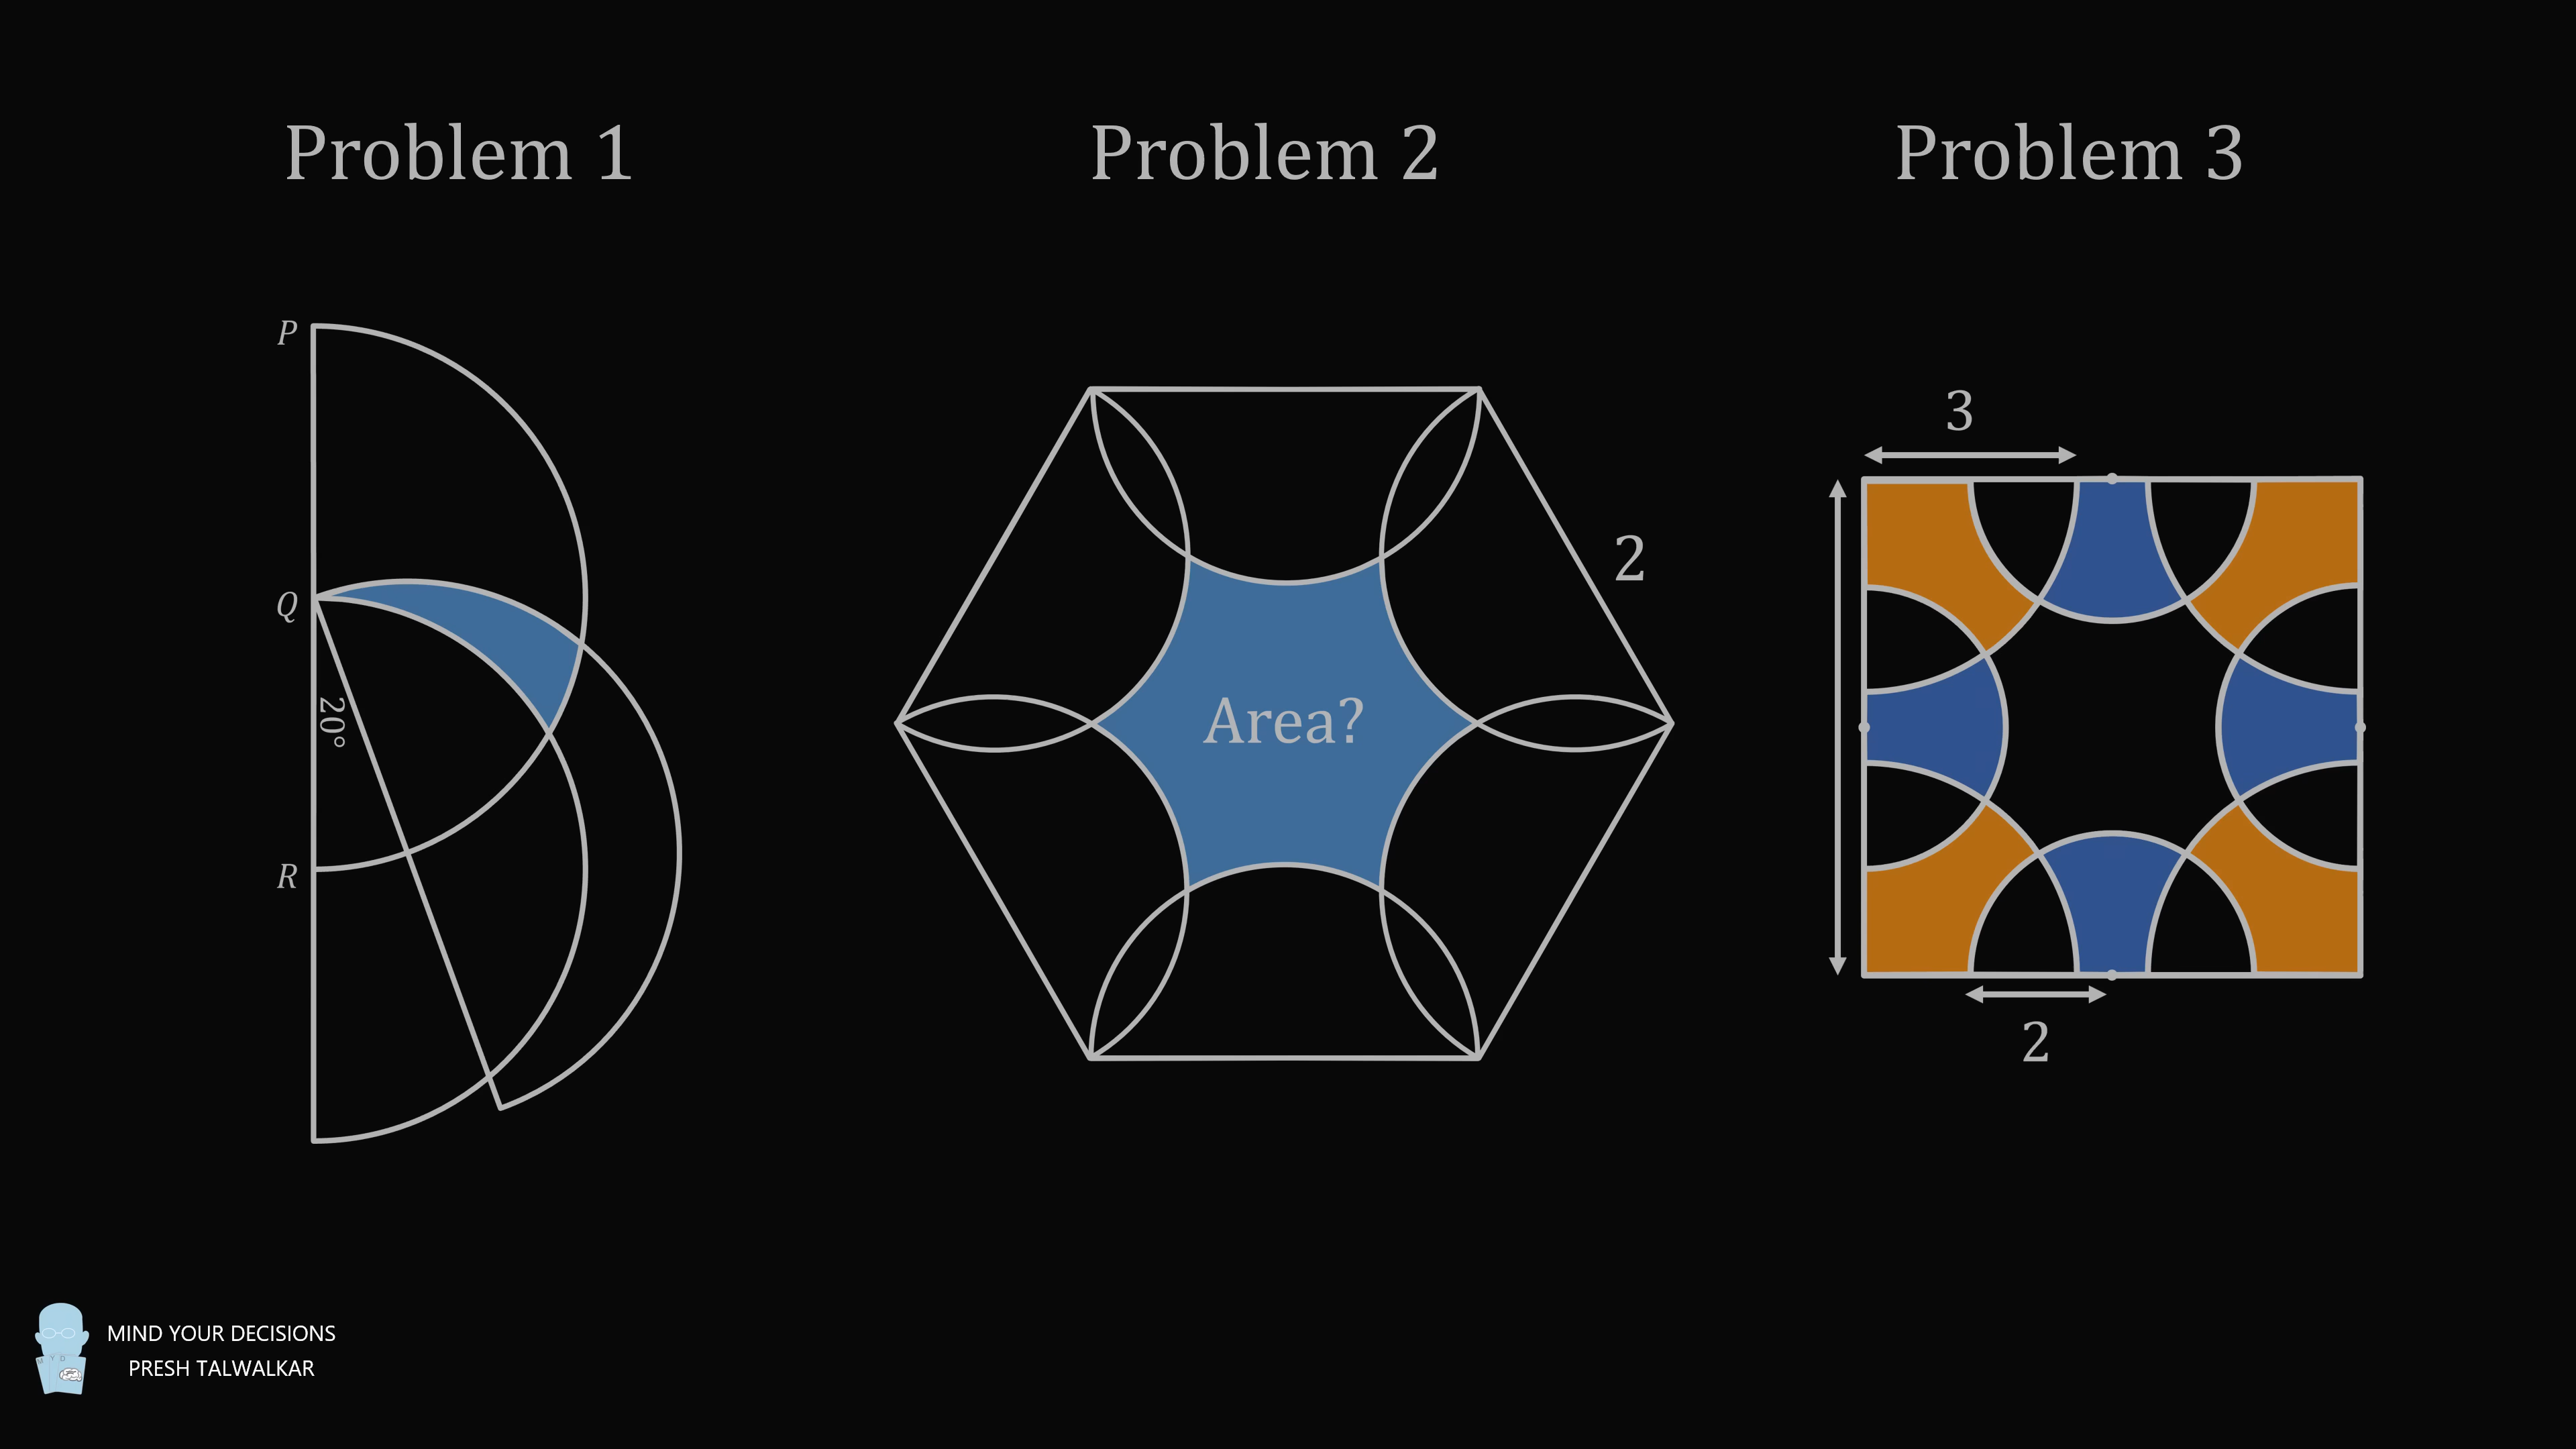 Problem 1
Problem 2
Problem 3
P
Q
20°
R
Area?
2
3
2
MIND YOUR DECISIONS
PRESH TALWALKAR